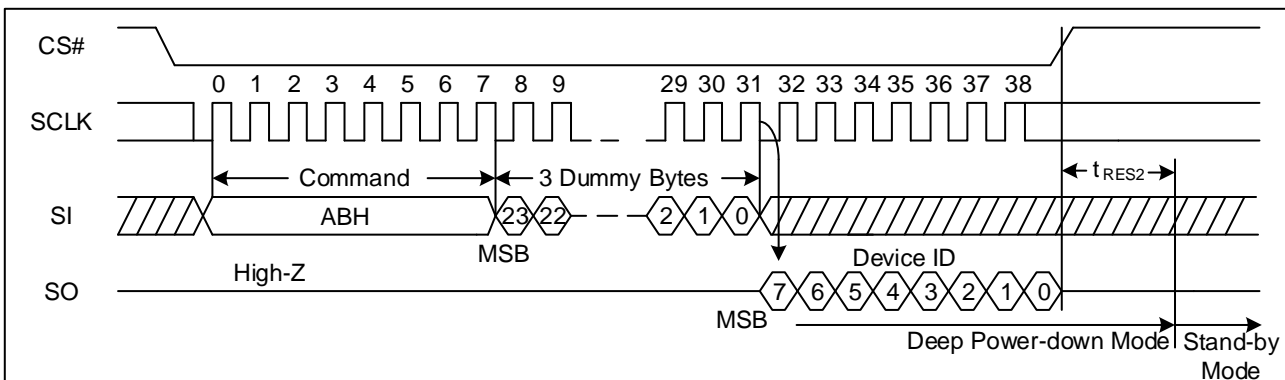 CS#
0 1 2 3 4 5 6 7 8 9 29 30 31 32 33 34 35 36 37 38
SCLK
Command 3 Dummy Bytes tRES2
SI ABH 23 22 2 1 0
MSB
High-Z Device ID
SO 7 6 5 4 3 2 1 0
MSB
Deep Power-down Mode Stand-by
Mode